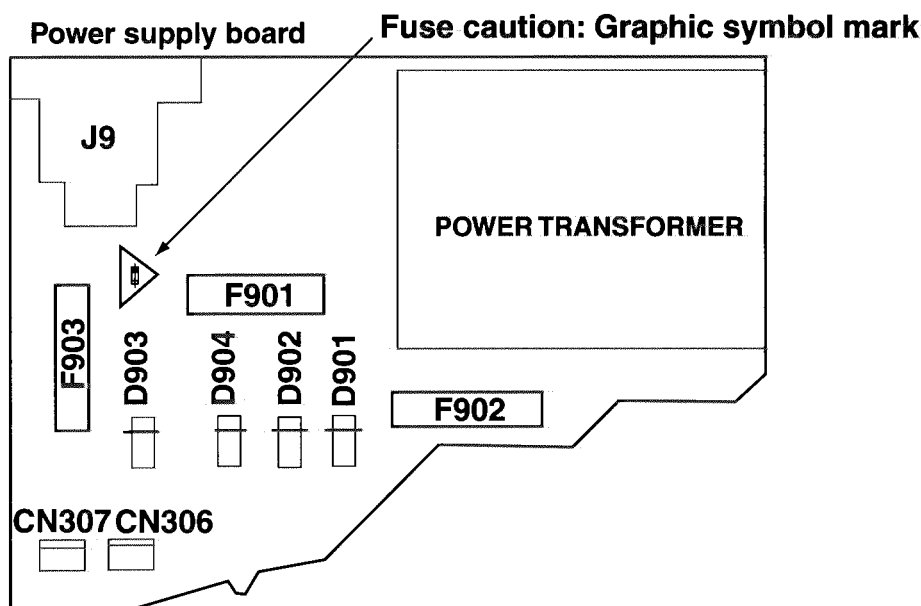 Power supply board
Fuse caution: Graphic symbol mark
J9
POWER TRANSFORMER
F901
F903
D903
D904
D902
D901
F902
CN307 CN306